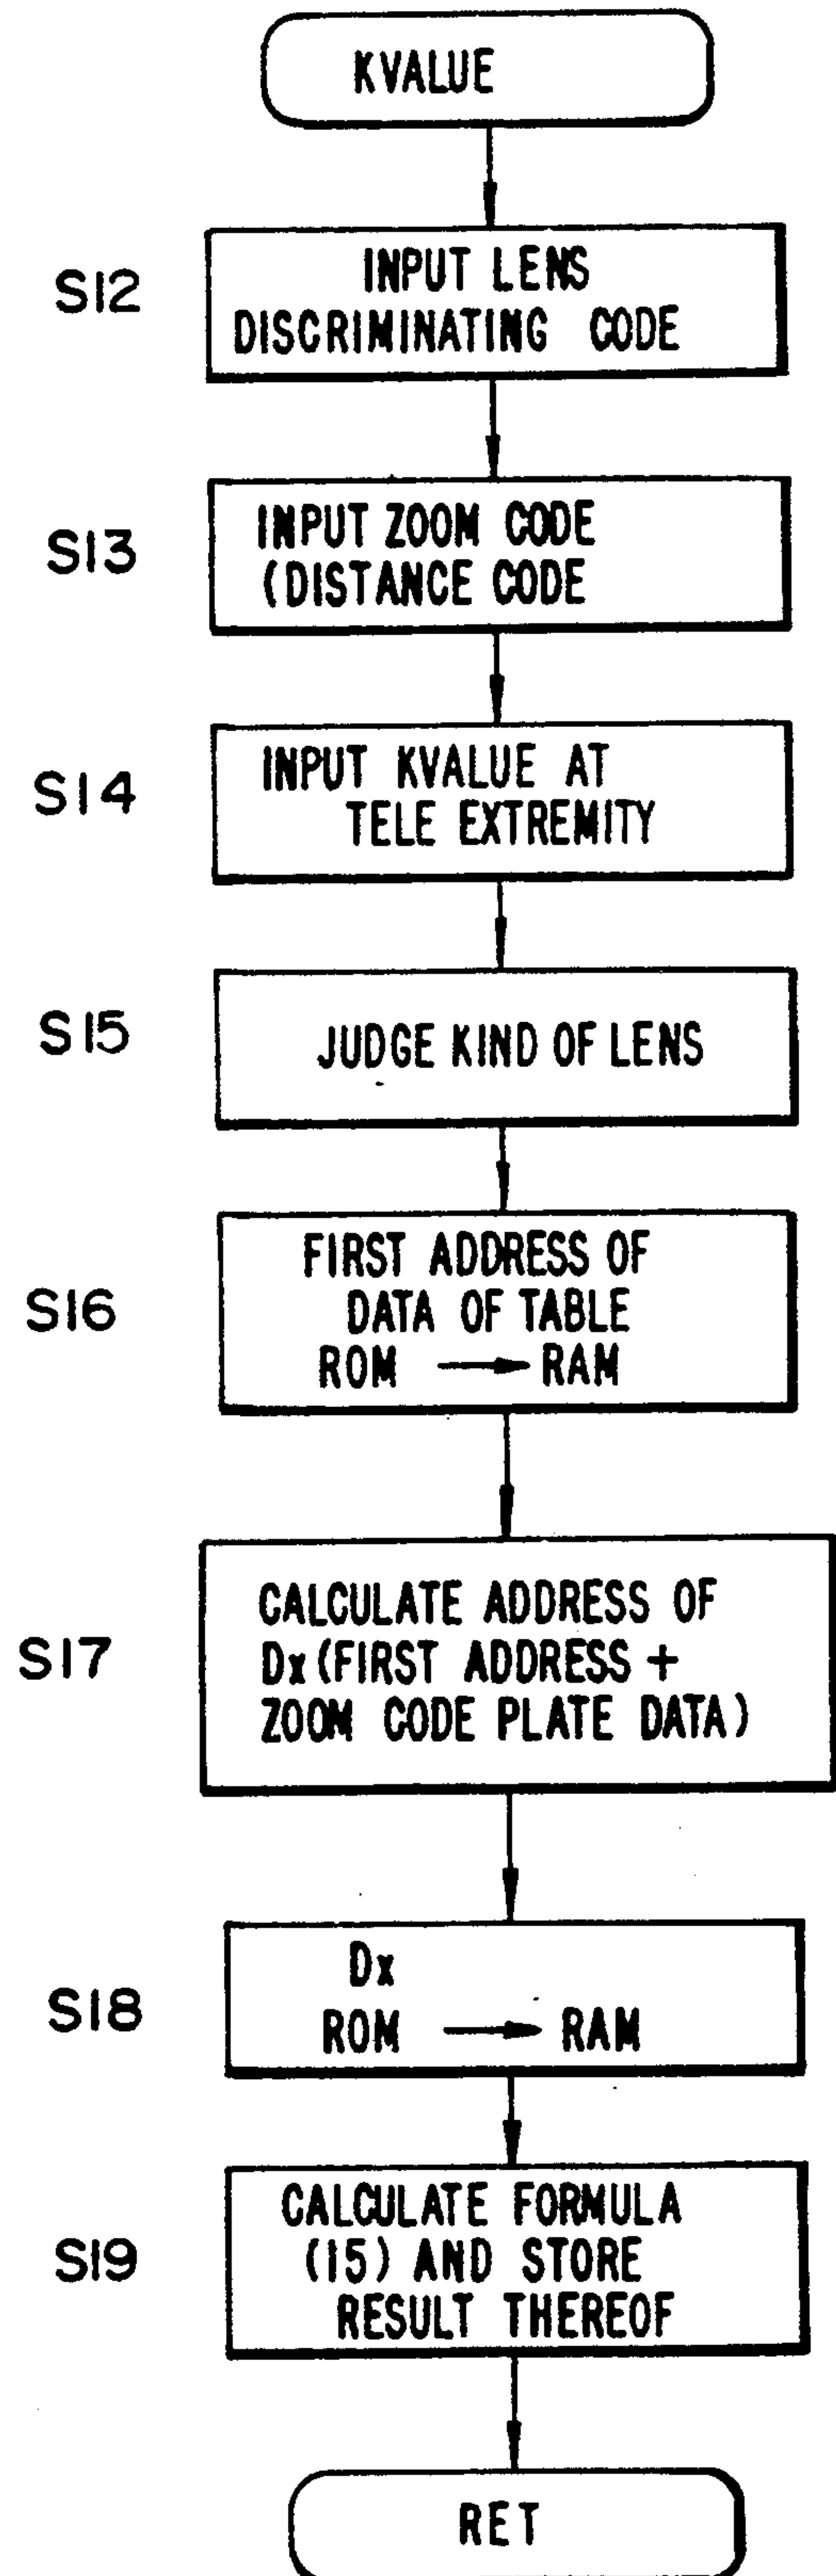 KVALUE
S12
INPUT LENS
DISCRIMINATING CODE
S13
INPUT ZOOM CODE
(DISTANCE CODE
S14
INPUT KVALUE AT
TELE EXTREMITY
S15
JUDGE KIND OF LENS
S16
FIRST ADDRESS OF
DATA OF TABLE
ROM → RAM
S17
CALCULATE ADDRESS OF
Dx (FIRST ADDRESS +
ZOOM CODE PLATE DATA)
S18
Dx
ROM → RAM
S19
CALCULATE FORMULA
(15) AND STORE
RESULT THEREOF
RET